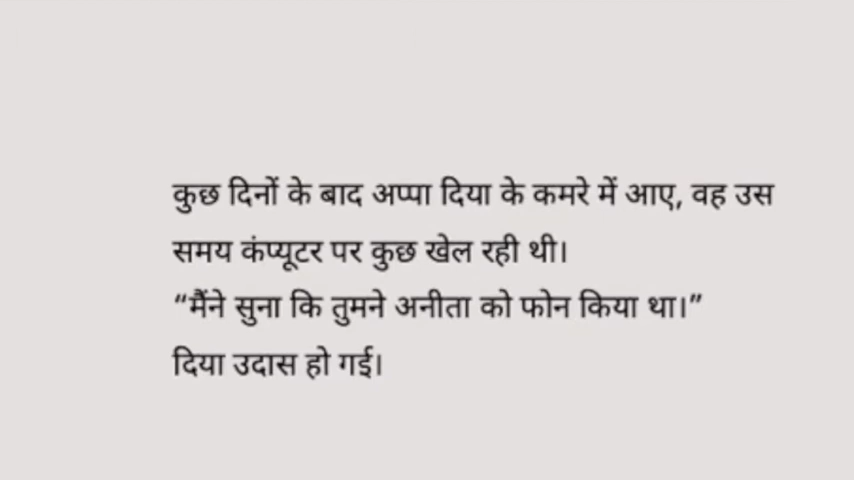 कुछ दिनों के बाद अप्पा दिया के कमरे में आए, वह उस
समय कंप्यूटर पर कुछ खेल रही थी।
“मैंने सुना कि तुमने अनीता को फोन किया था।”
दिया उदास हो गई।